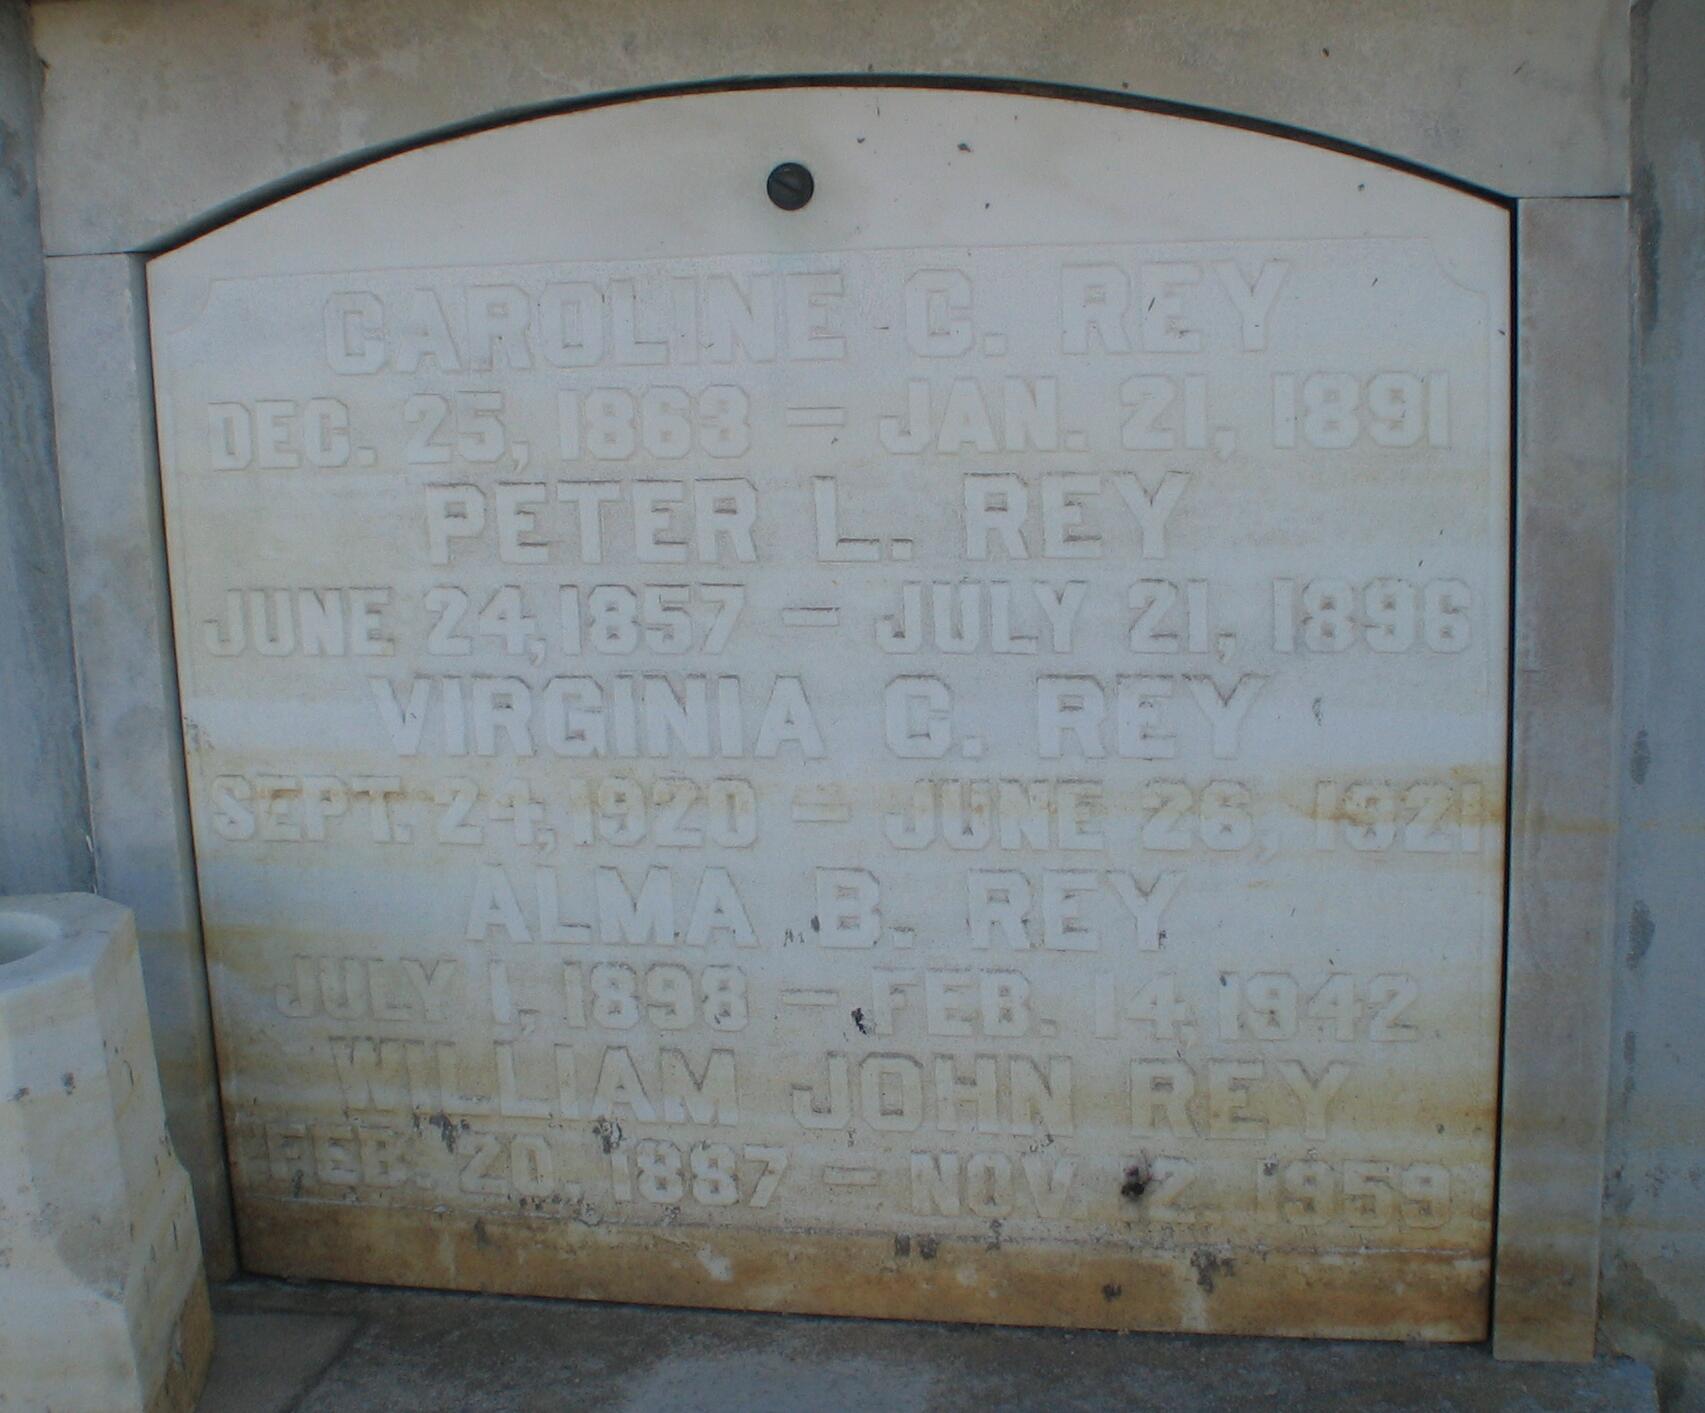 CAROLINE C. REY
DEC. 25, 1863 – JAN. 21, 1891
PETER L. REY
JUNE 24, 1857 – JULY 21, 1896
VIRGINIA C. REY
SEPT. 24, 1920 – JUNE 26, 1921
ALMA B. REY
JULY 1, 1898 – FEB. 14, 1942
WILLIAM JOHN REY
FEB. 20, 1887 – NOV. 12, 1959